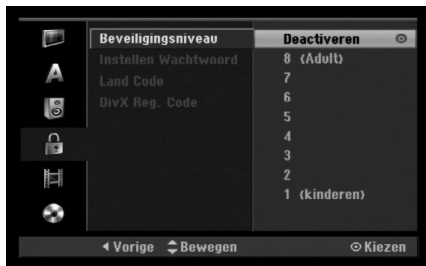 Beveiligingsniveau
Instellen Wachtwoord
Land Code
DivX Reg. Code
Deactiveren
8 (Adult)
7
6
5
4
3
2
1 (kinderen)
A
Vorige Bewegen Kiezen